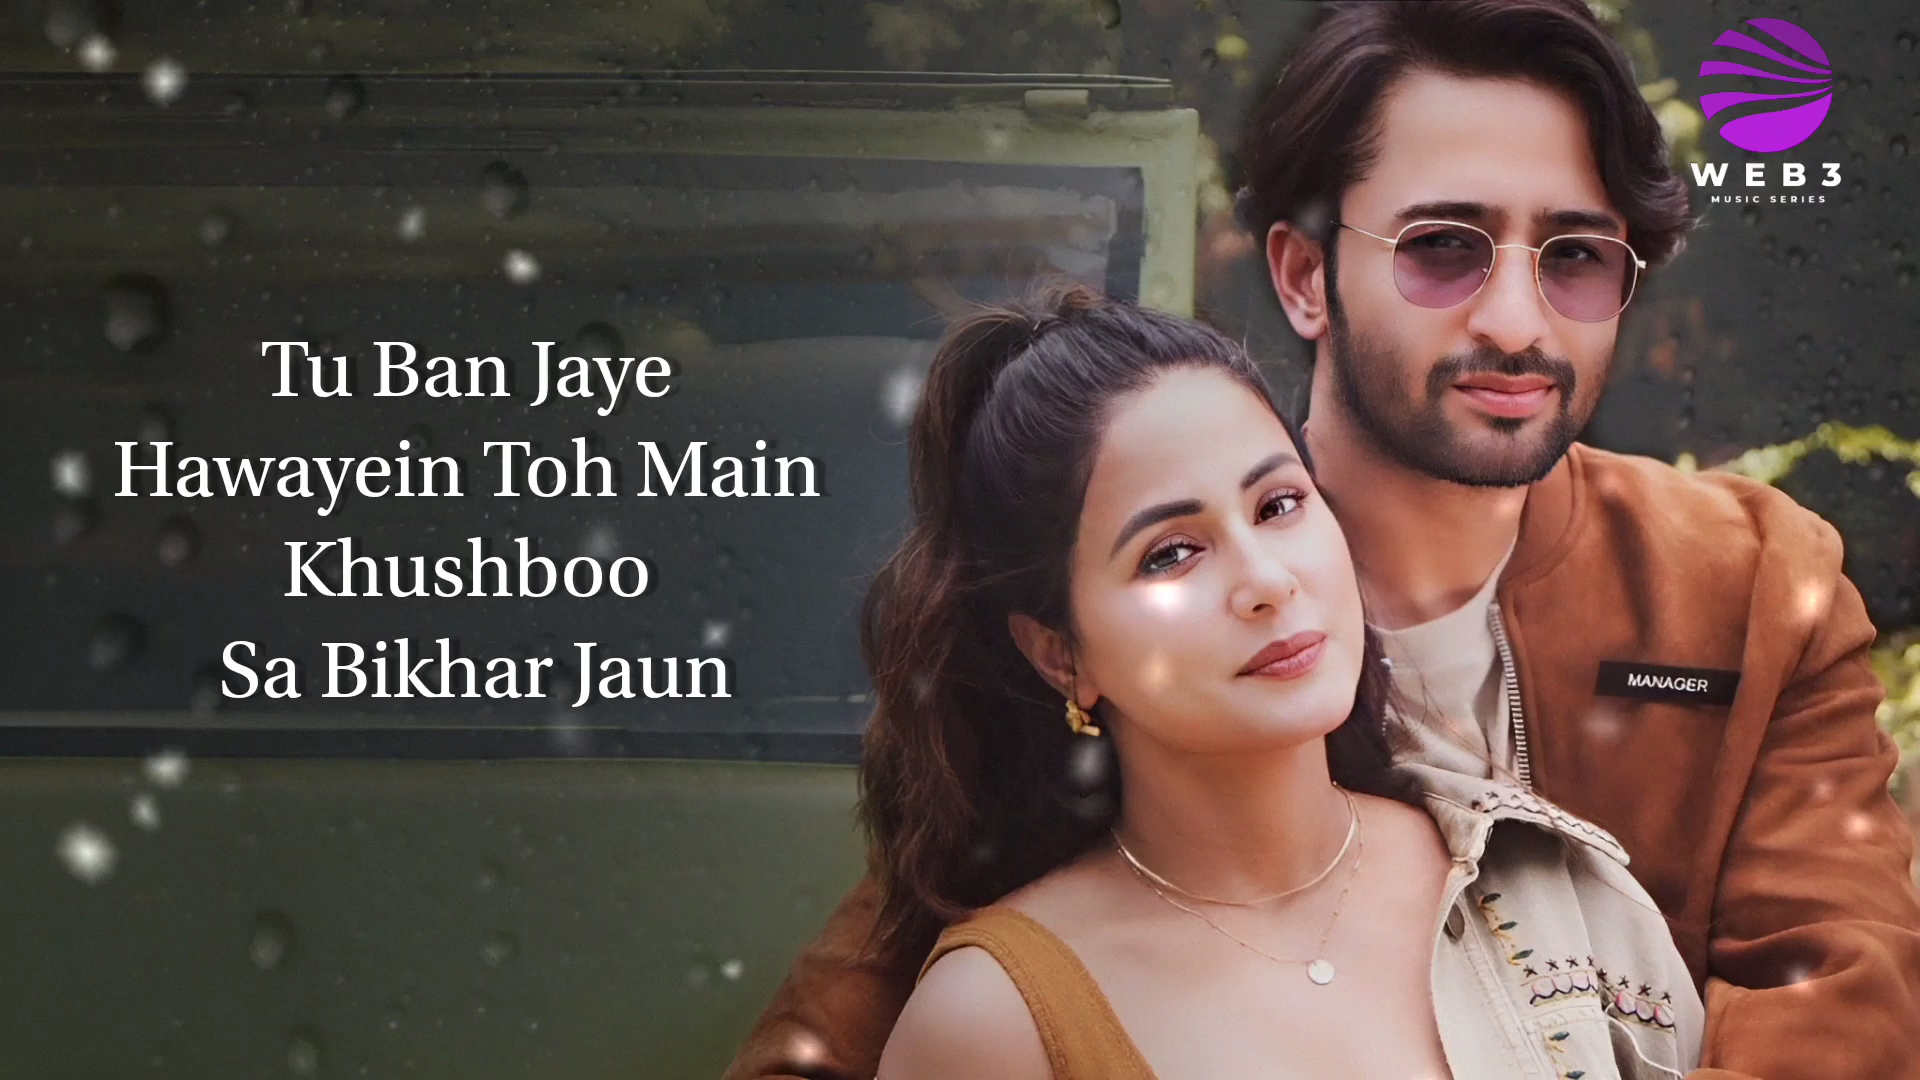 WEB3
MUSIC SERIES
Tu Ban Jaye
Hawayein Toh Main
Khushboo
Sa Bikhar Jaun
MANAGER